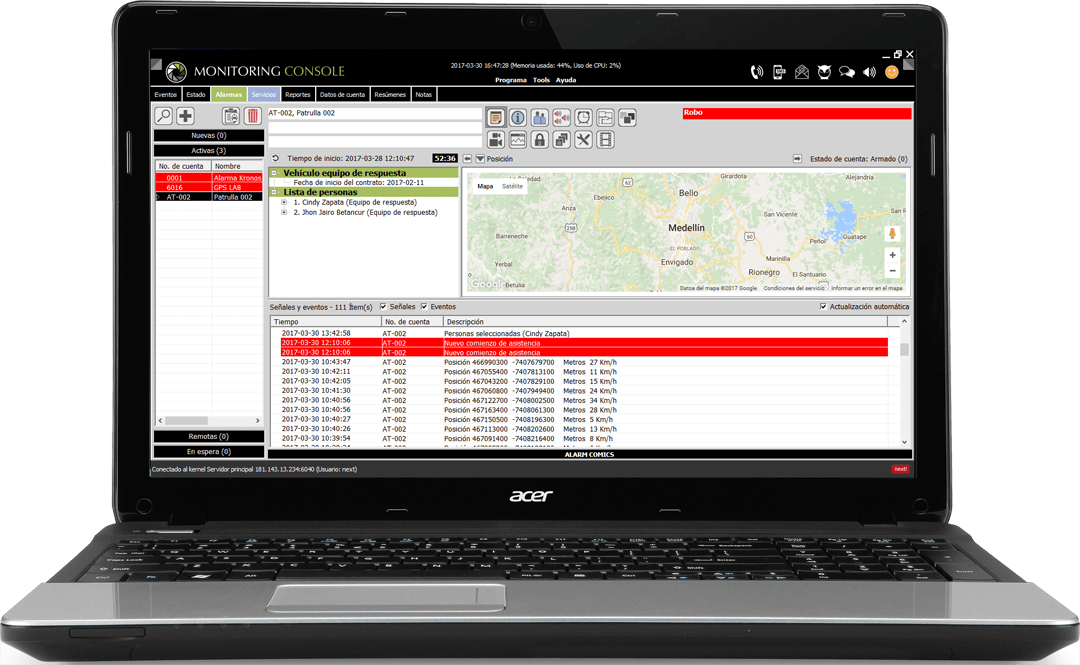 MONITORING CONSOLE
2017-03-30 16:47:28 (Memoria usada: 44%, Uso de CPU: 2%)
Programa Tools Ayuda
Eventos Estado Alarmas Servicios Reportes Datos de cuenta Resúmenes Notas
AT-002, Patrulla 002
Robo
Nuevas (0)
Activas (3)
No. de cuenta Nombre
0001 Alarma Kronos
6016 GPS LAB
AT-002 Patrulla 002
Remotas (0)
En espera (0)
Tiempo de inicio: 2017-03-28 12:10:47 52:36 Posición Estado de cuenta: Armado (0)
Vehículo equipo de respuesta
Fecha de inicio del contrato: 2017-02-11
Lista de personas
1. Cindy Zapata (Equipo de respuesta)
2. Jhon Jairo Betancur (Equipo de respuesta)
Mapa Satélite
Girardota
Alejandria
62
Bello
Ebejico
Anza
San Vicente
San R
25B
Medellín
60
Barreneche
Peñol
Guatape
EL POBLADO
Envigado
Marinilla
Yerbal
Rionegro
El Santuario
Google
Betulia
Datos del mapa ©2017 Google Condiciones del servicio Informar un error en el mapa
Señales y eventos - 111 Ítem(s) Señales Eventos Actualización automática
Tiempo No. de cuenta Descripción
2017-03-30 13:42:58 AT-002 Personas seleccionadas (Cindy Zapata)
2017-03-30 12:10:06 AT-002 Nuevo comienzo de asistencia
2017-03-30 12:10:06 AT-002 Nuevo comienzo de asistencia
2017-03-30 10:43:47 AT-002 Posición 466990300 -7407679700 Metros 27 Km/h
2017-03-30 10:42:11 AT-002 Posición 467055400 -7407813100 Metros 11 Km/h
2017-03-30 10:42:05 AT-002 Posición 467043200 -7407829100 Metros 15 Km/h
2017-03-30 10:41:30 AT-002 Posición 467060800 -7407949400 Metros 24 Km/h
2017-03-30 10:40:56 AT-002 Posición 467122700 -7408002500 Metros 34 Km/h
2017-03-30 10:40:56 AT-002 Posición 467163400 -7408061300 Metros 28 Km/h
2017-03-30 10:40:27 AT-002 Posición 467150500 -7408196300 Metros 5 Km/h
2017-03-30 10:40:26 AT-002 Posición 467113000 -7408202600 Metros 13 Km/h
2017-03-30 10:39:54 AT-002 Posición 467091400 -7408216400 Metros 8 Km/h
ALARM COMICS
Conectado al kernel Servidor principal 181.143.13.234:6040 (Usuario: next)
next!
acer